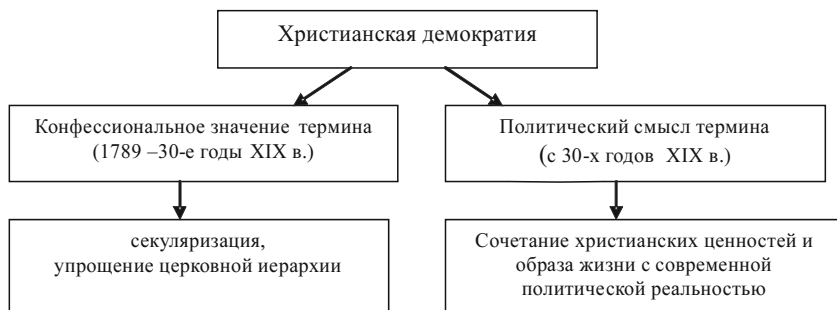 Христианская демократия
Конфессиональное значение термина
(1789 –30-е годы XIX в.)
Политический смысл термина
(с 30-х годов XIX в.)
секуляризация,
упрощение церковной иерархии
Сочетание христианских ценностей и
образа жизни с современной
политической реальностью